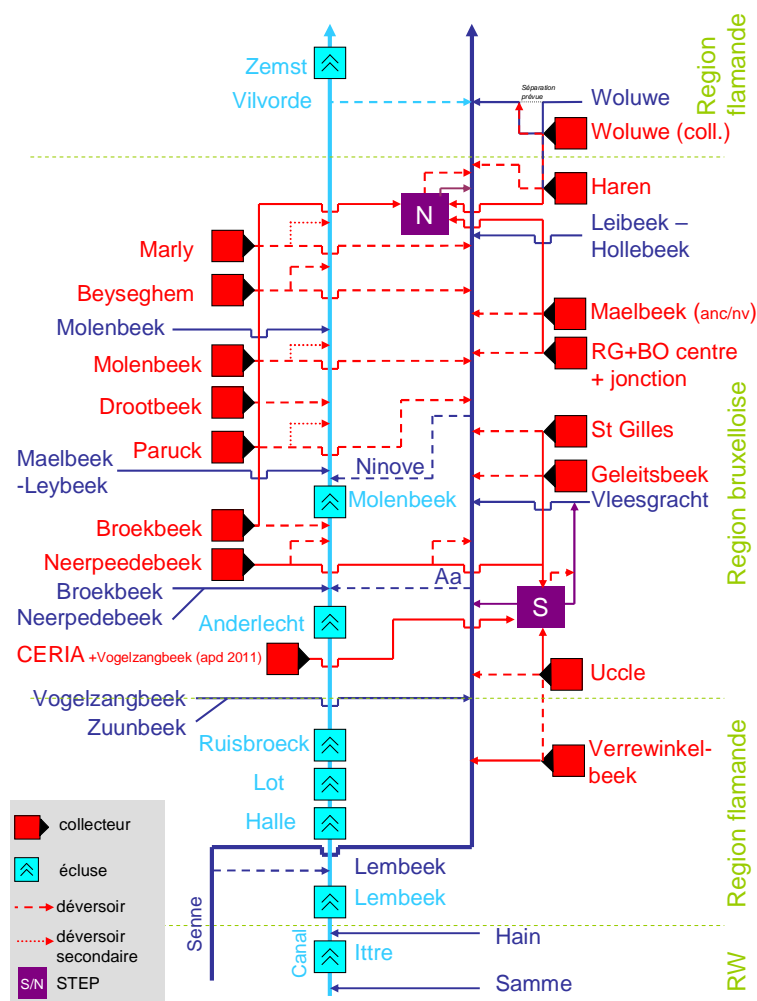 Zemst
Vilvorde
Séparation
prévue
Woluwe
Woluwe (coll.)
Region
flamande
N
Haren
Leibeek –
Hollebeek
Marly
Beyseghem
Maelbeek (anc/nv)
Molenbeek
Molenbeek
RG+BO centre
+ jonction
Drootbeek
Paruck
St Gilles
Maelbeek
-Leybeek
Ninove
Geleitsbeek
Molenbeek
Vleesgracht
Region bruxelloise
Broekbeek
Neerpeedebeek
Aa
Broekbeek
Neerpedebeek
S
Anderlecht
CERIA +Vogelzangbeek (apd 2011)
Uccle
Vogelzangbeek
Zuunbeek
Ruisbroeck
Verrewinkel-
beek
Lot
Halle
Region flamande
collecteur
écluse
déversoir
déversoir
secondaire
S/N
STEP
Senne
Lembeek
Lembeek
Canal
Hain
Ittre
Samme
RW